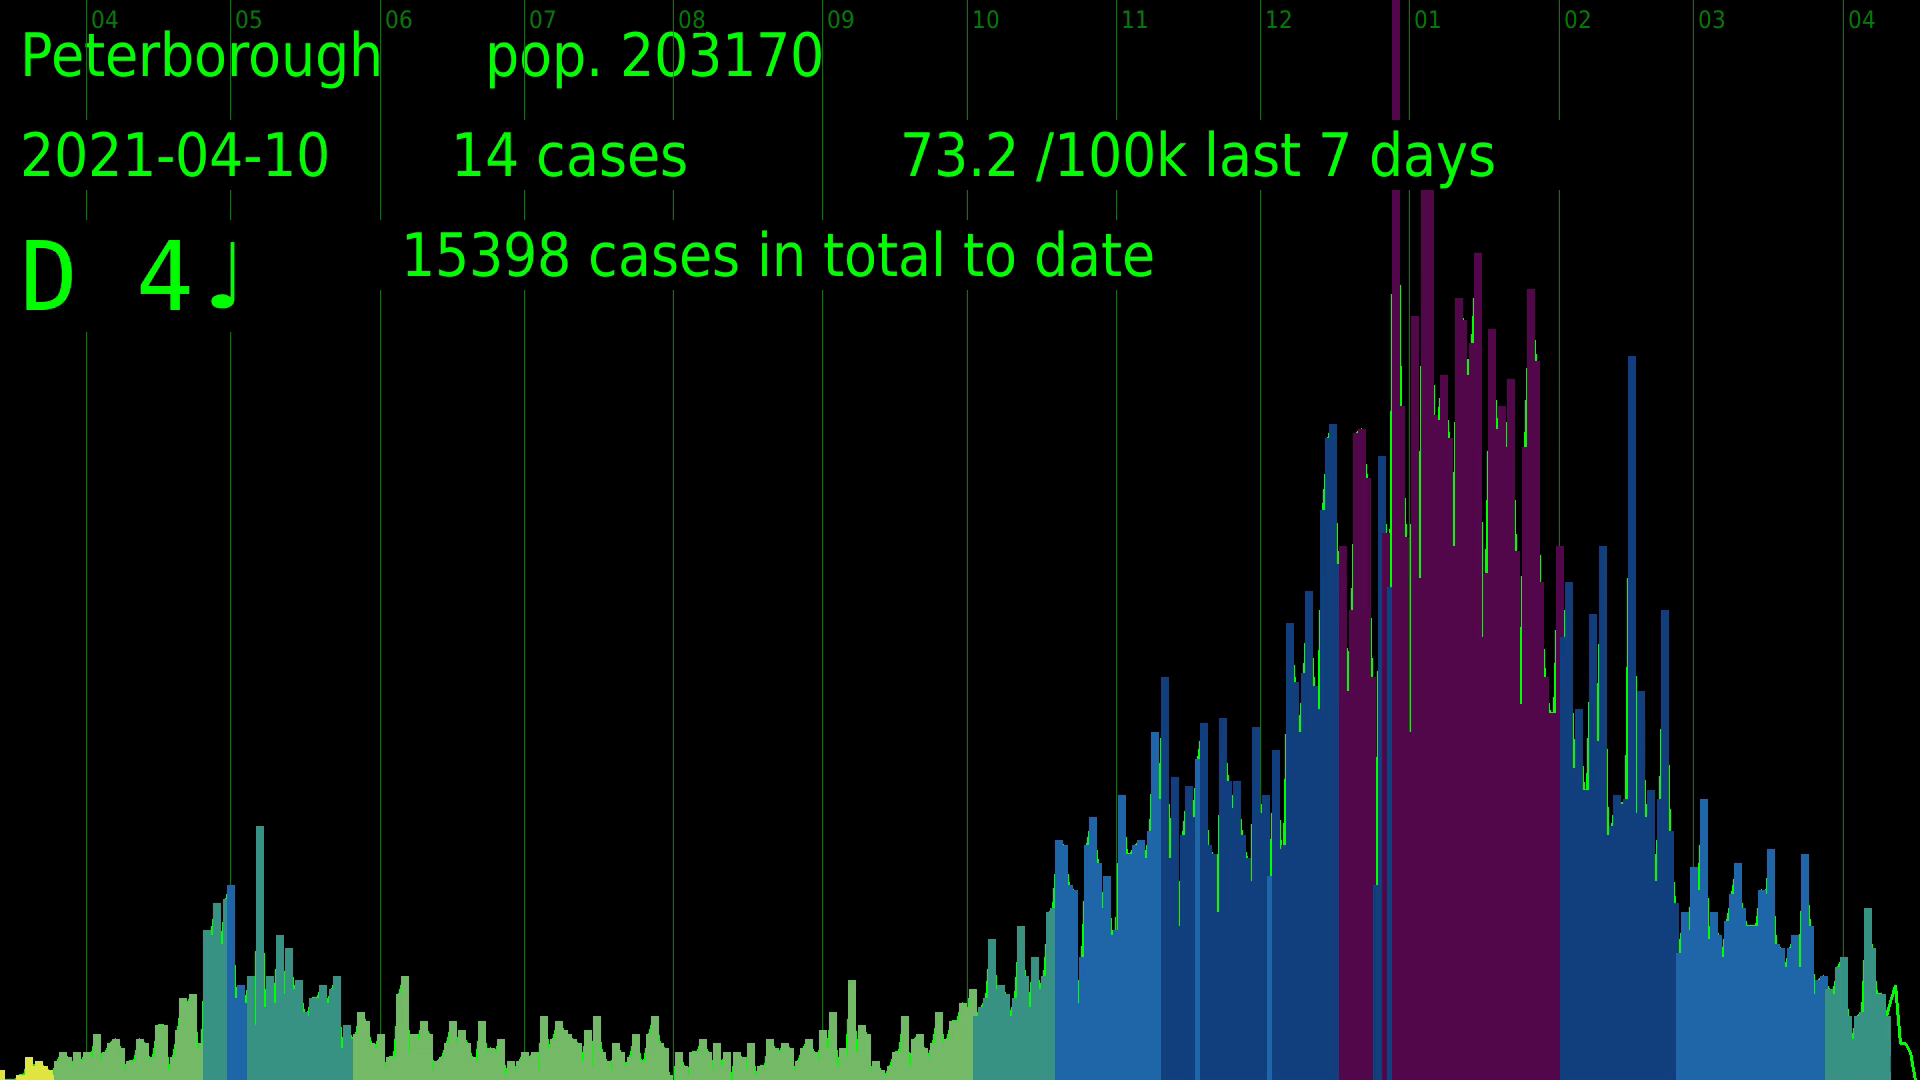 04 05 06 07 08 09 10 11 12 01 02 03 04
Peterborough pop. 203170
2021-04-10 14 cases 73.2 /100k last 7 days
D 4♩ 15398 cases in total to date